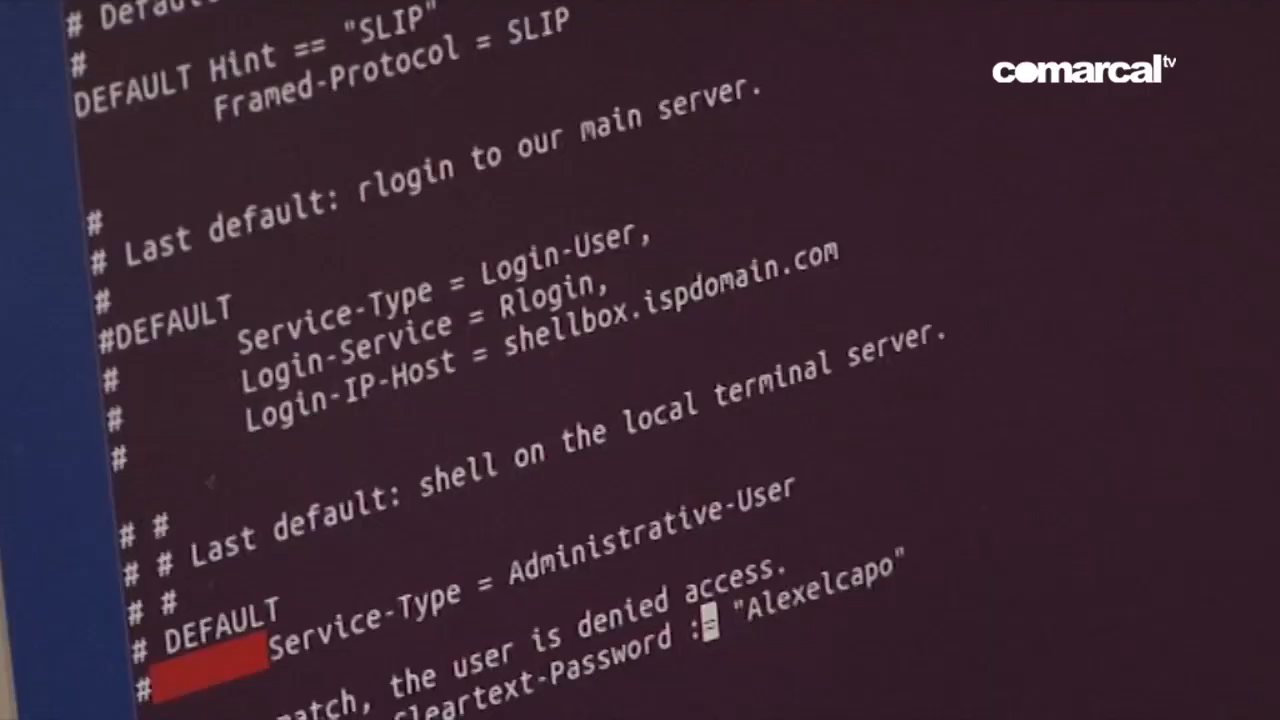 # Defau
comarcal tv
#
DEFAULT Hint == "SLIP"
Framed-Protocol = SLIP
#
# Last default: rlogin to our main server.
#
#DEFAULT
# Service-Type = Login-User,
# Login-Service = Rlogin,
# Login-IP-Host = shellbox.ispdomain.com
# #
# # Last default: shell on the local terminal server.
# #
# DEFAULT
# Service-Type = Administrative-User
match, the user is denied access.
Cleartext-Password := "Alexelcapo"